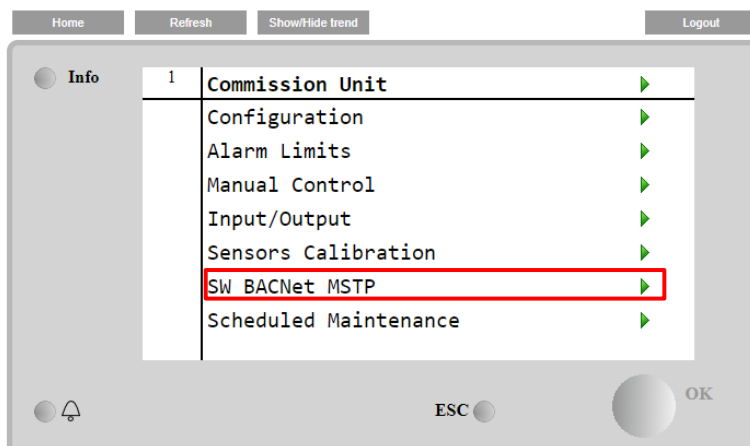 Home Refresh Show/Hide trend Logout
Info 1 Commission Unit
Configuration
Alarm Limits
Manual Control
Input/Output
Sensors Calibration
SW BACNet MSTP
Scheduled Maintenance
ESC OK